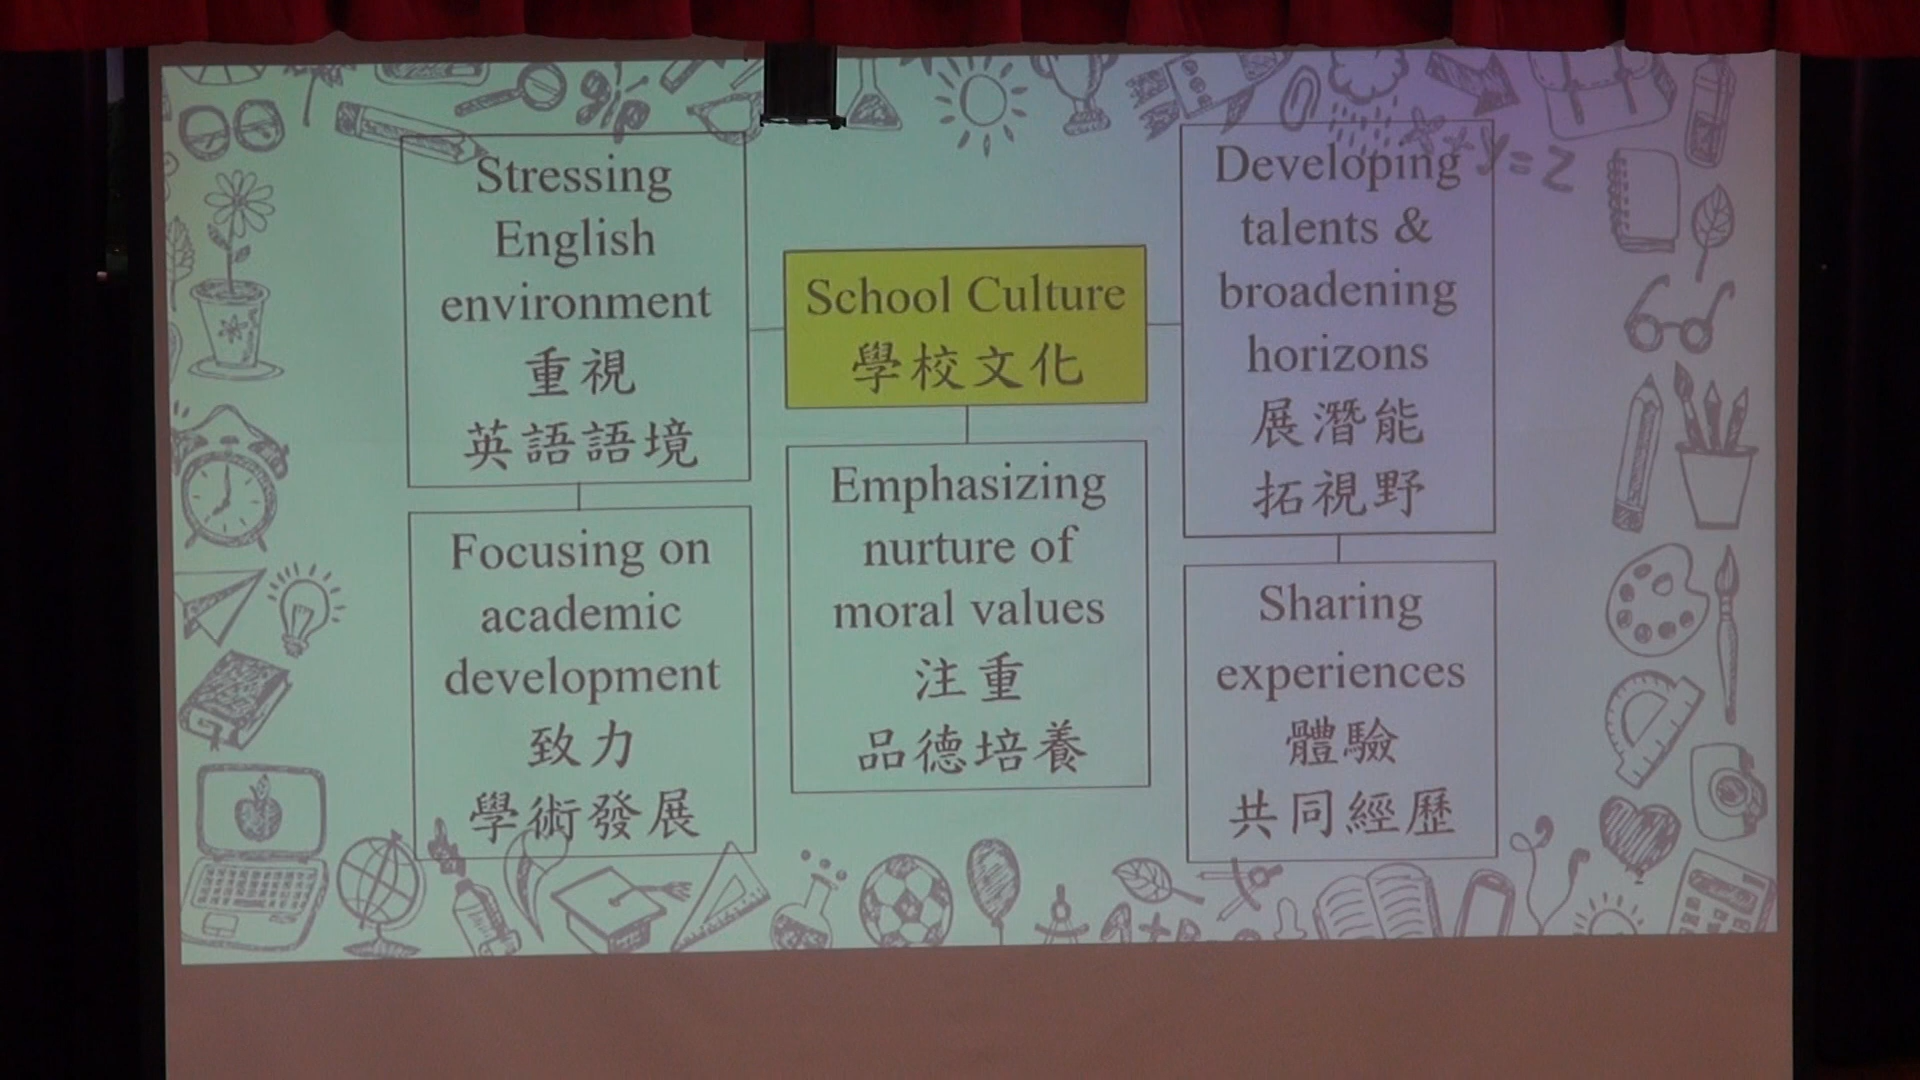 School Culture
學校文化
Stressing
English
environment
重視
英語語境
Focusing on
academic
development
致力
學術發展
Emphasizing
nurture of
moral values
注重
品德培養
Developing
talents &
broadening
horizons
展潛能
拓視野
Sharing
experiences
體驗
共同經歷
x+y=z
g/p
1+B